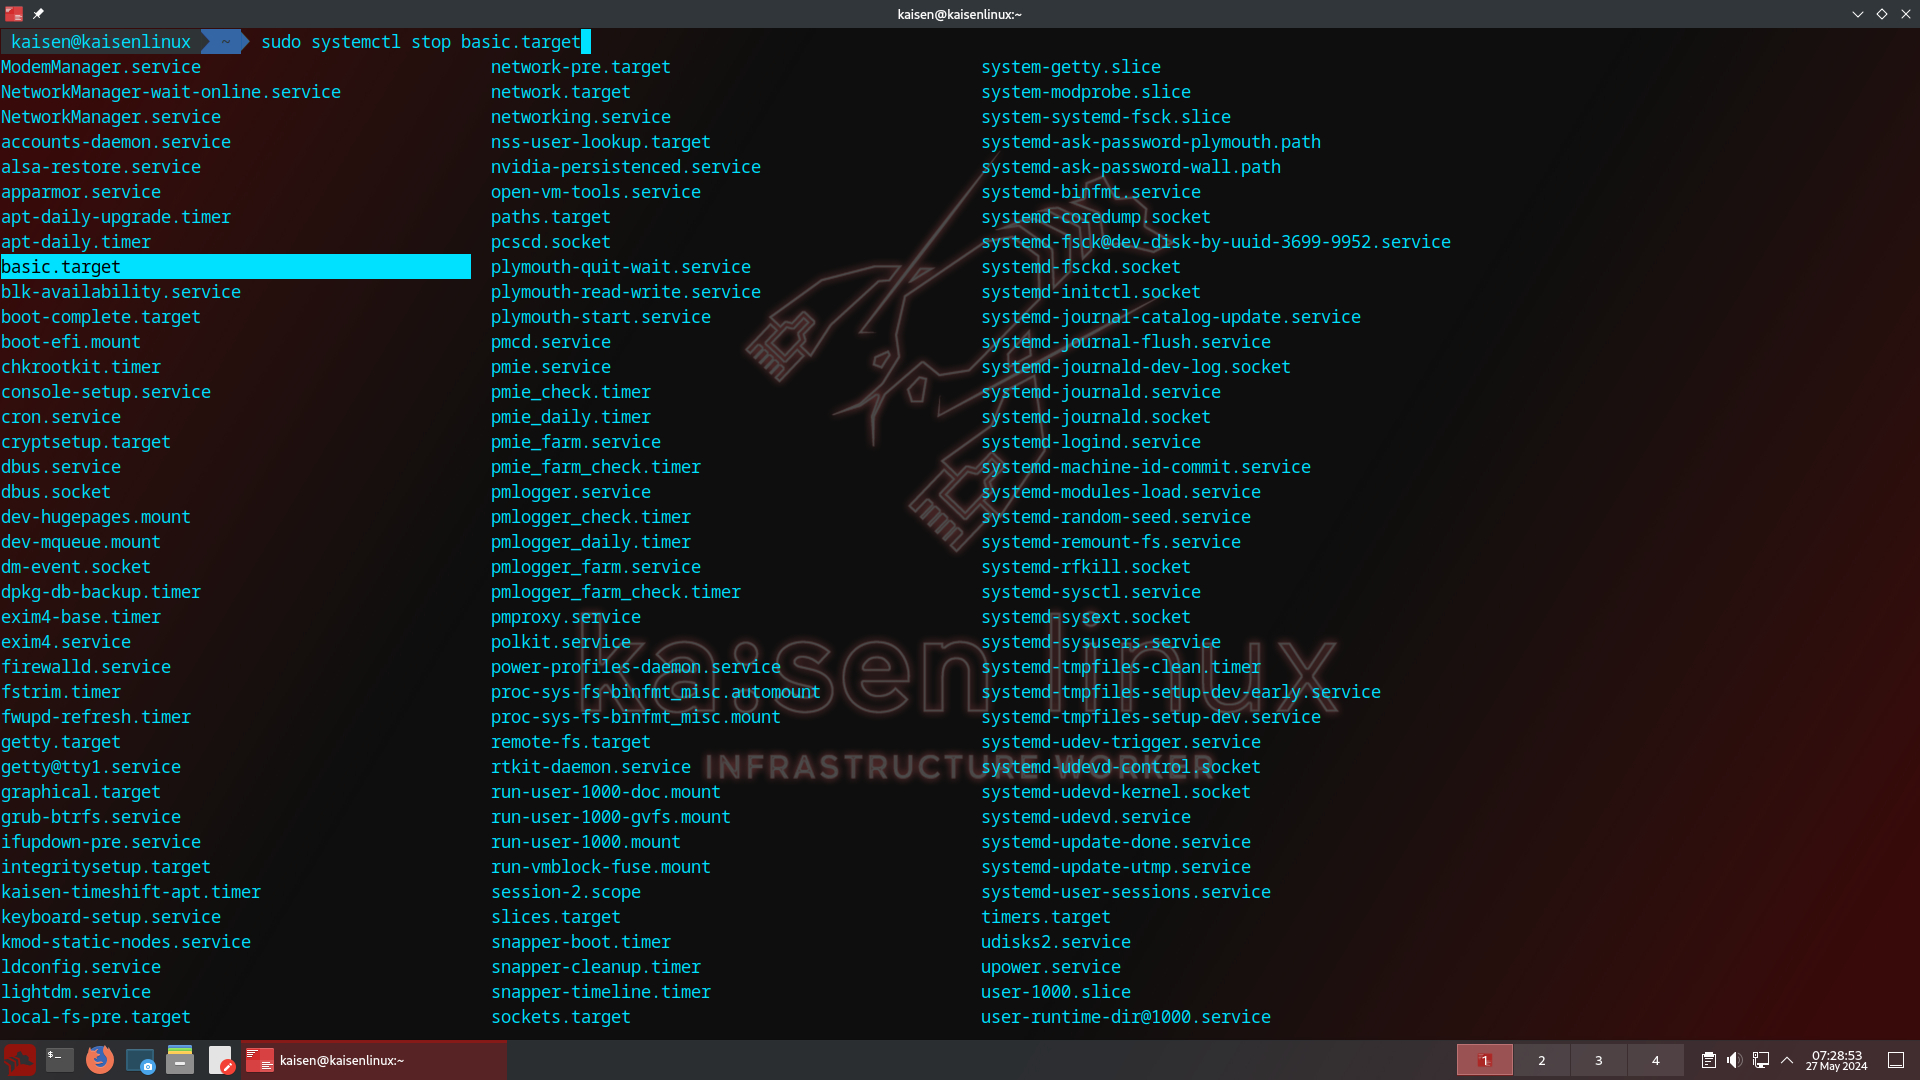 kaisen@kaisenlinux:~
kaisen@kaisenlinux ~ sudo systemctl stop basic.target
ModemManager.service network-pre.target system-getty.slice
NetworkManager-wait-online.service network.target system-modprobe.slice
NetworkManager.service networking.service system-systemd-fsck.slice
accounts-daemon.service nss-user-lookup.target systemd-ask-password-plymouth.path
alsa-restore.service nvidia-persistenced.service systemd-ask-password-wall.path
apparmor.service open-vm-tools.service systemd-binfmt.service
apt-daily-upgrade.timer paths.target systemd-coredump.socket
apt-daily.timer pcscd.socket systemd-fsck@dev-disk-by-uuid-3699-9952.service
basic.target plymouth-quit-wait.service systemd-fsckd.socket
blk-availability.service plymouth-read-write.service systemd-initctl.socket
boot-complete.target plymouth-start.service systemd-journal-catalog-update.service
boot-efi.mount pmcd.service systemd-journal-flush.service
chkrootkit.timer pmie.service systemd-journald-dev-log.socket
console-setup.service pmie_check.timer systemd-journald.service
cron.service pmie_daily.timer systemd-journald.socket
cryptsetup.target pmie_farm.service systemd-logind.service
dbus.service pmie_farm_check.timer systemd-machine-id-commit.service
dbus.socket pmlogger.service systemd-modules-load.service
dev-hugepages.mount pmlogger_check.timer systemd-random-seed.service
dev-mqueue.mount pmlogger_daily.timer systemd-remount-fs.service
dm-event.socket pmlogger_farm.service systemd-rfkill.socket
dpkg-db-backup.timer pmlogger_farm_check.timer systemd-sysctl.service
exim4-base.timer pmproxy.service systemd-sysext.socket
exim4.service polkit.service systemd-sysusers.service
firewalld.service power-profiles-daemon.service systemd-tmpfiles-clean.timer
fstrim.timer proc-sys-fs-binfmt_misc.automount systemd-tmpfiles-setup-dev-early.service
fwupd-refresh.timer proc-sys-fs-binfmt_misc.mount systemd-tmpfiles-setup-dev.service
getty.target remote-fs.target systemd-udev-trigger.service
getty@tty1.service rtkit-daemon.service systemd-udevd-control.socket
graphical.target run-user-1000-doc.mount systemd-udevd-kernel.socket
grub-btrfs.service run-user-1000-gvfs.mount systemd-udevd.service
ifupdown-pre.service run-user-1000.mount systemd-update-done.service
integritysetup.target run-vmblock-fuse.mount systemd-update-utmp.service
kaisen-timeshift-apt.timer session-2.scope systemd-user-sessions.service
keyboard-setup.service slices.target timers.target
kmod-static-nodes.service snapper-boot.timer udisks2.service
ldconfig.service snapper-cleanup.timer upower.service
lightdm.service snapper-timeline.timer user-1000.slice
local-fs-pre.target sockets.target user-runtime-dir@1000.service
ka:sen linux
INFRASTRUCTURE WORKER
kaisen@kaisenlinux:~ 1 2 3 4 07:28:53
27 May 2024